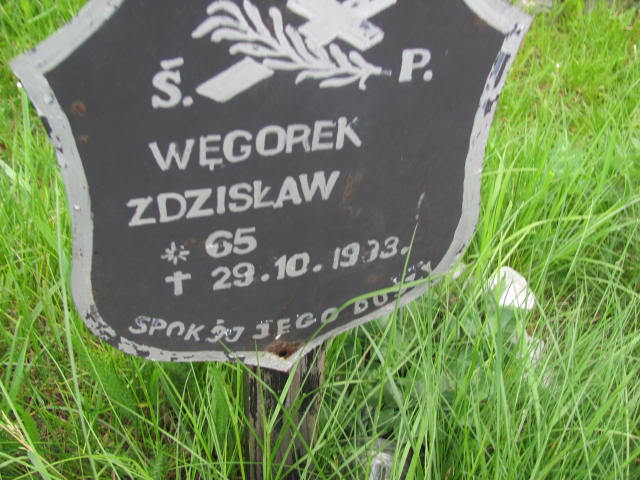 Ś. P.
WĘGOREK
ZDZISŁAW
* 65
† 29.10.1993.
SPOKÓJ JEGO